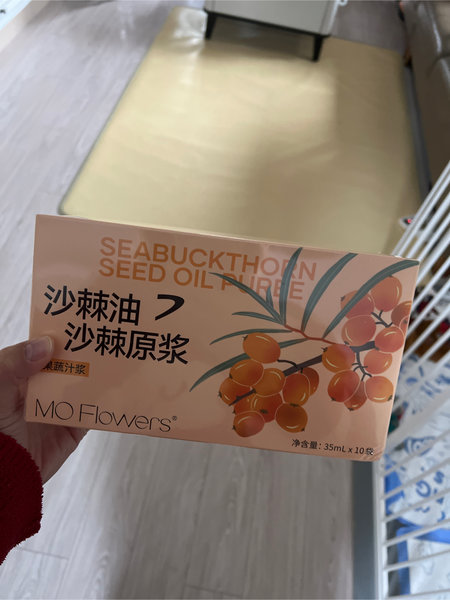 SEABUCKTHORN
SEED OIL PUREE
沙棘油
沙棘原浆
果蔬汁浆
MO Flowers®
净含量：35mL x 10袋